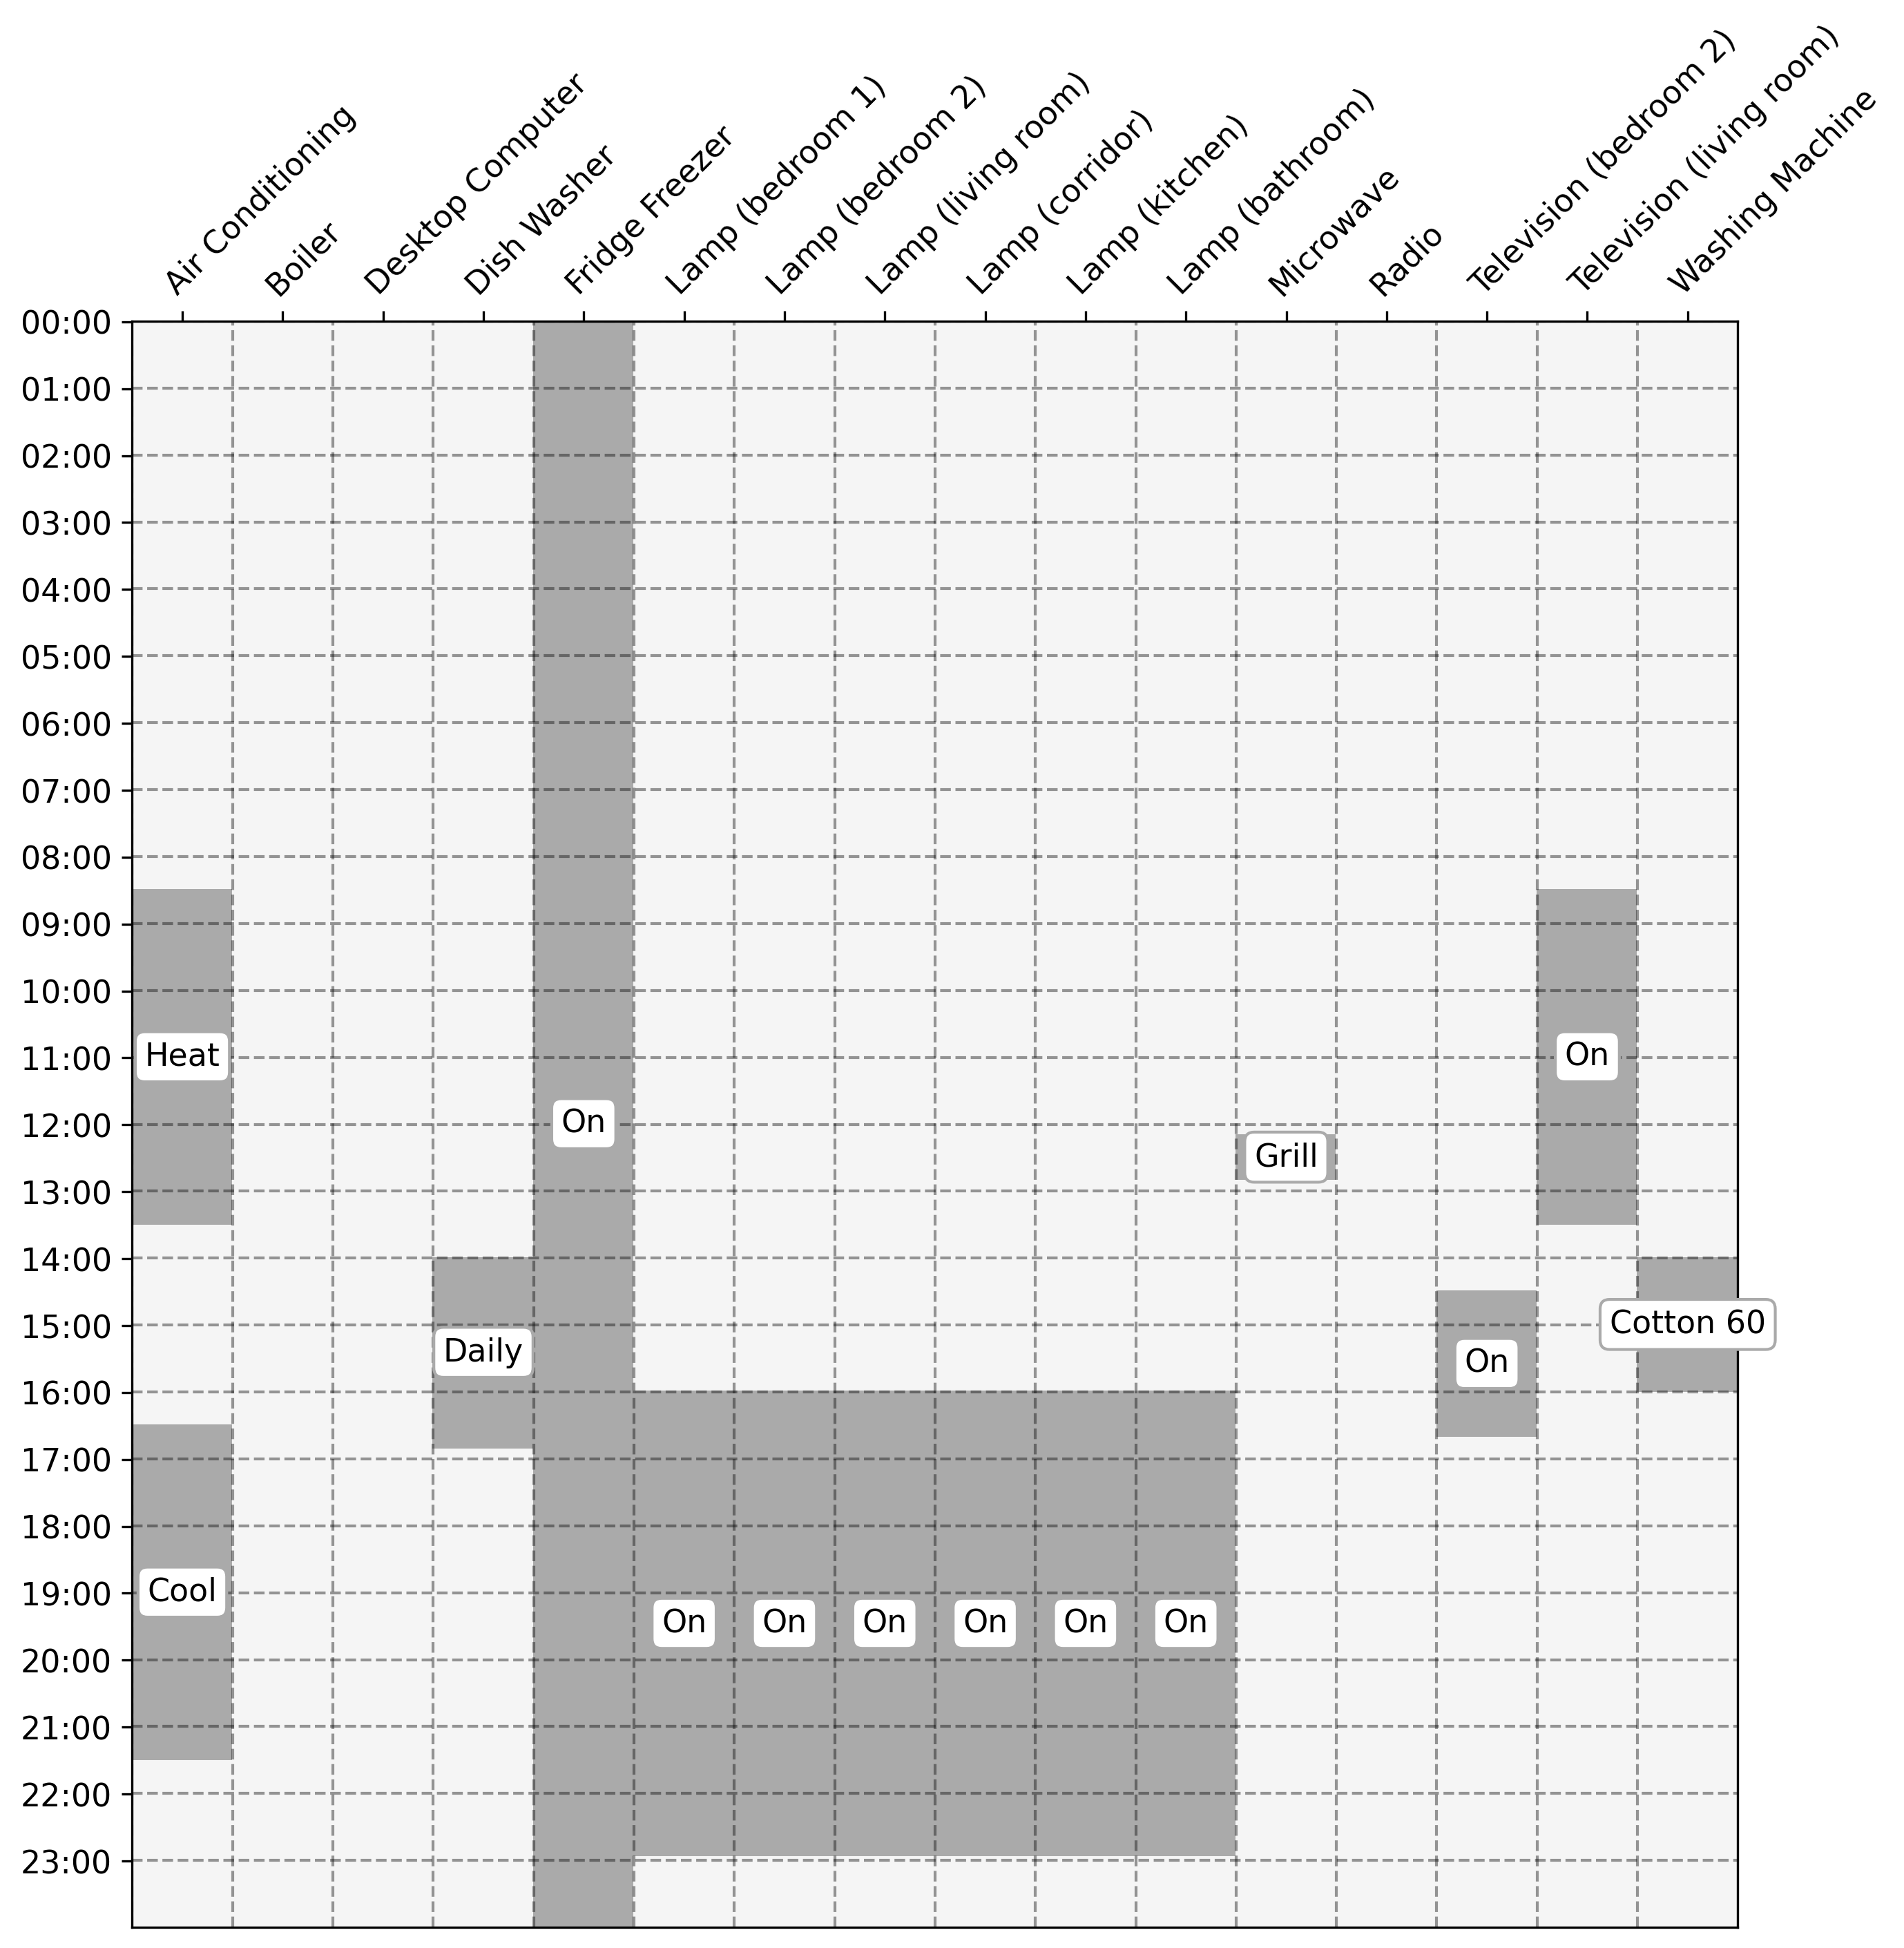 Air Conditioning
Boiler
Desktop Computer
Dish Washer
Fridge Freezer
Lamp (bedroom 1)
Lamp (bedroom 2)
Lamp (living room)
Lamp (corridor)
Lamp (kitchen)
Lamp (bathroom)
Microwave
Radio
Television (bedroom 2)
Television (living room)
Washing Machine
00:00
01:00
02:00
03:00
04:00
05:00
06:00
07:00
08:00
09:00
10:00
11:00
12:00
13:00
14:00
15:00
16:00
17:00
18:00
19:00
20:00
21:00
22:00
23:00
Heat
On
On
Grill
Cotton 60
Daily
On
Cool
On
On
On
On
On
On